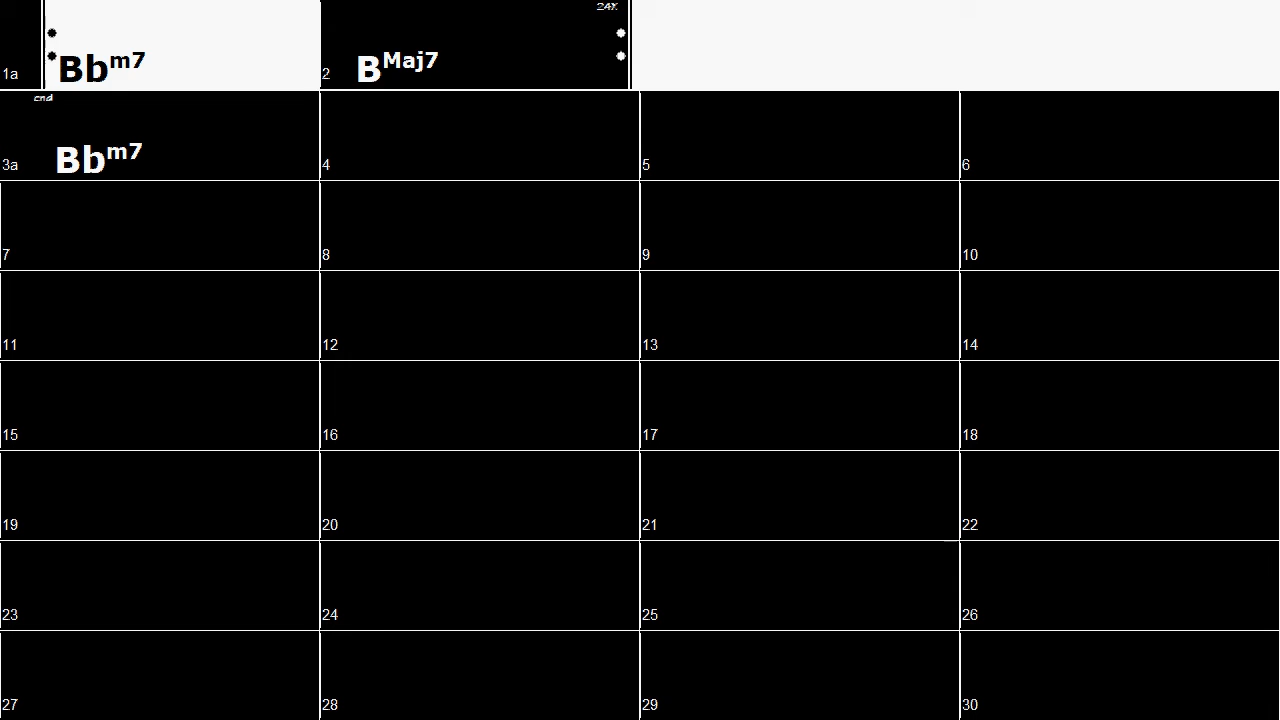 24X
1a Bbm7 2 BMaj7
end
3a Bbm7 4 5 6
7 8 9 10
11 12 13 14
15 16 17 18
19 20 21 22
23 24 25 26
27 28 29 30